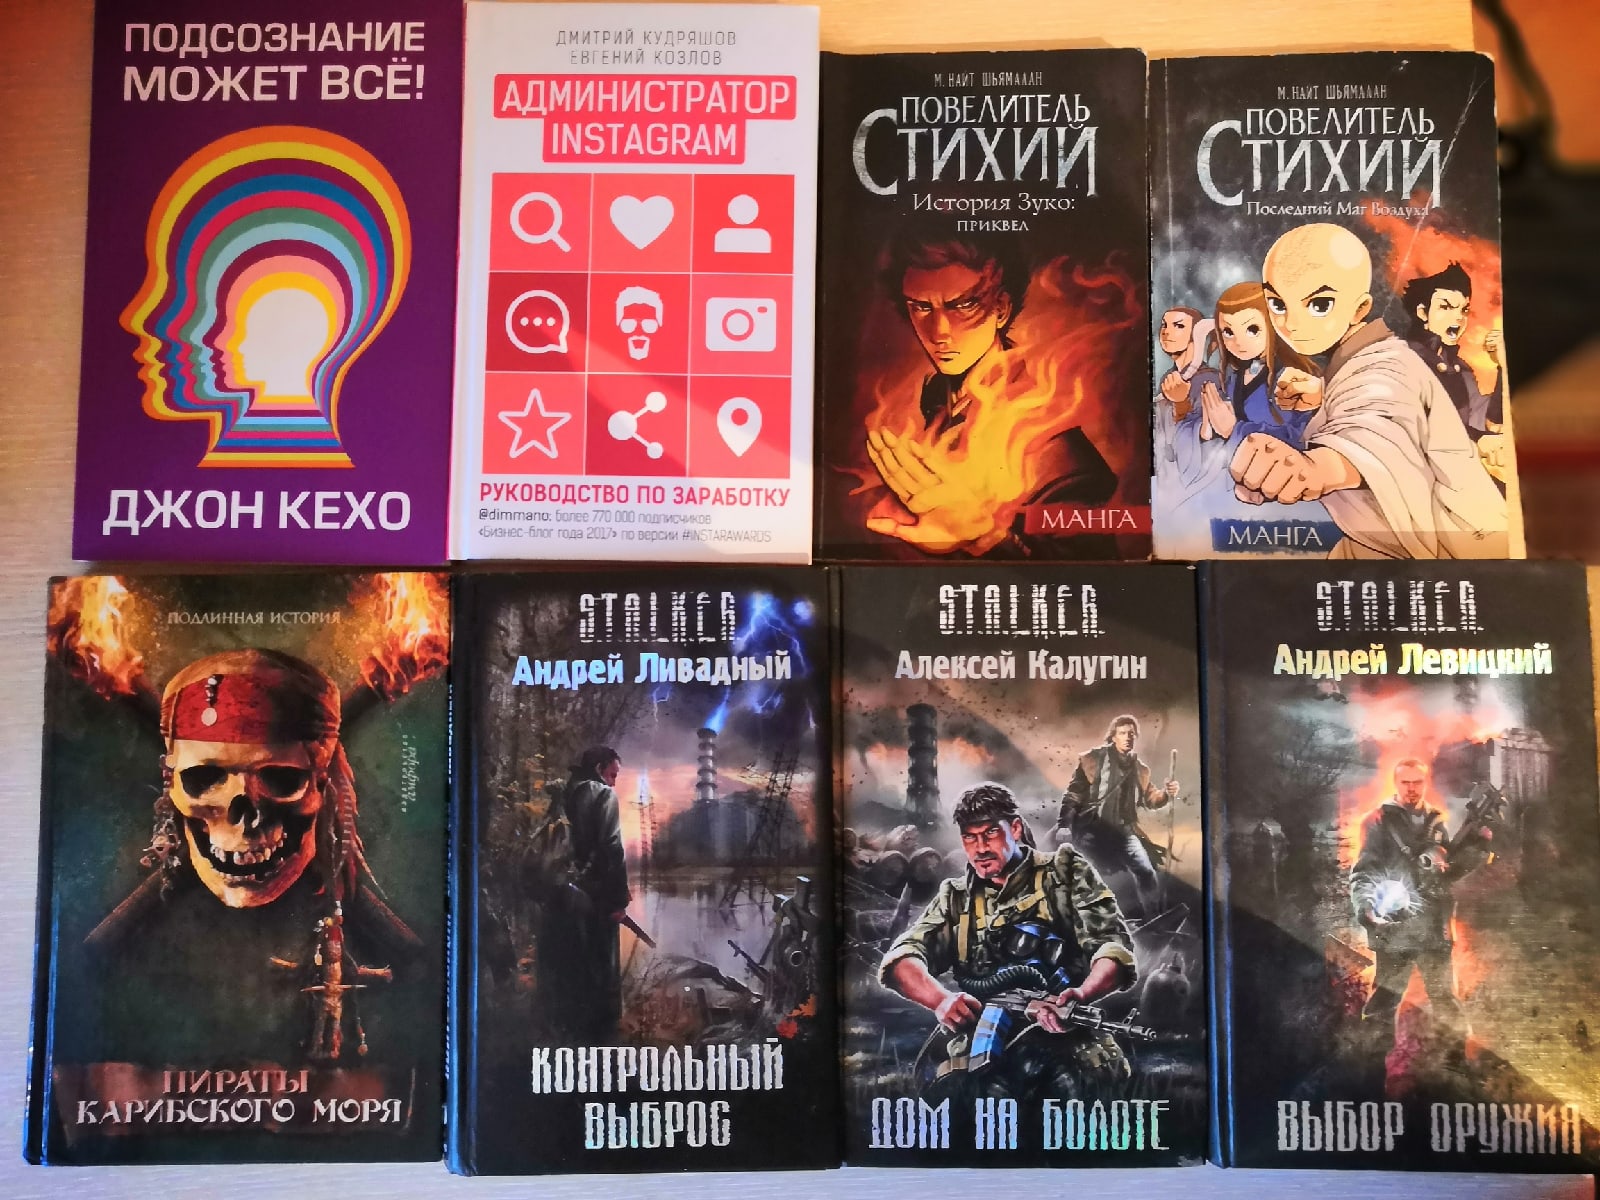 ПОДСОЗНАНИЕ
МОЖЕТ ВСЁ!
ДЖОН КЕХО
ДМИТРИЙ КУДРЯШОВ
ЕВГЕНИЙ КОЗЛОВ
АДМИНИСТРАТОР
INSTAGRAM
РУКОВОДСТВО ПО ЗАРАБОТКУ
@dimmano: более 770 000 подписчиков
«Бизнес-блог года 2017» по версии #INSTARAWARDS
М. НАЙТ ШЬЯМАЛАН
ПОВЕЛИТЕЛЬ
СТИХИЙ
История Зуко:
ПРИКВЕЛ
МАНГА
М. НАЙТ ШЬЯМАЛАН
ПОВЕЛИТЕЛЬ
СТИХИЙ
Последний Маг Воздуха
МАНГА
ПОДЛИННАЯ ИСТОРИЯ
издательство
амфора
ПИРАТЫ
КАРИБСКОГО МОРЯ
S.T.A.L.K.E.R.
Андрей Ливадный
КОНТРОЛЬНЫЙ
ВЫБРОС
S.T.A.L.K.E.R.
Алексей Калугин
ДОМ НА БОЛОТЕ
S.T.A.L.K.E.R.
Андрей Левицкий
ВЫБОР ОРУЖИЯ